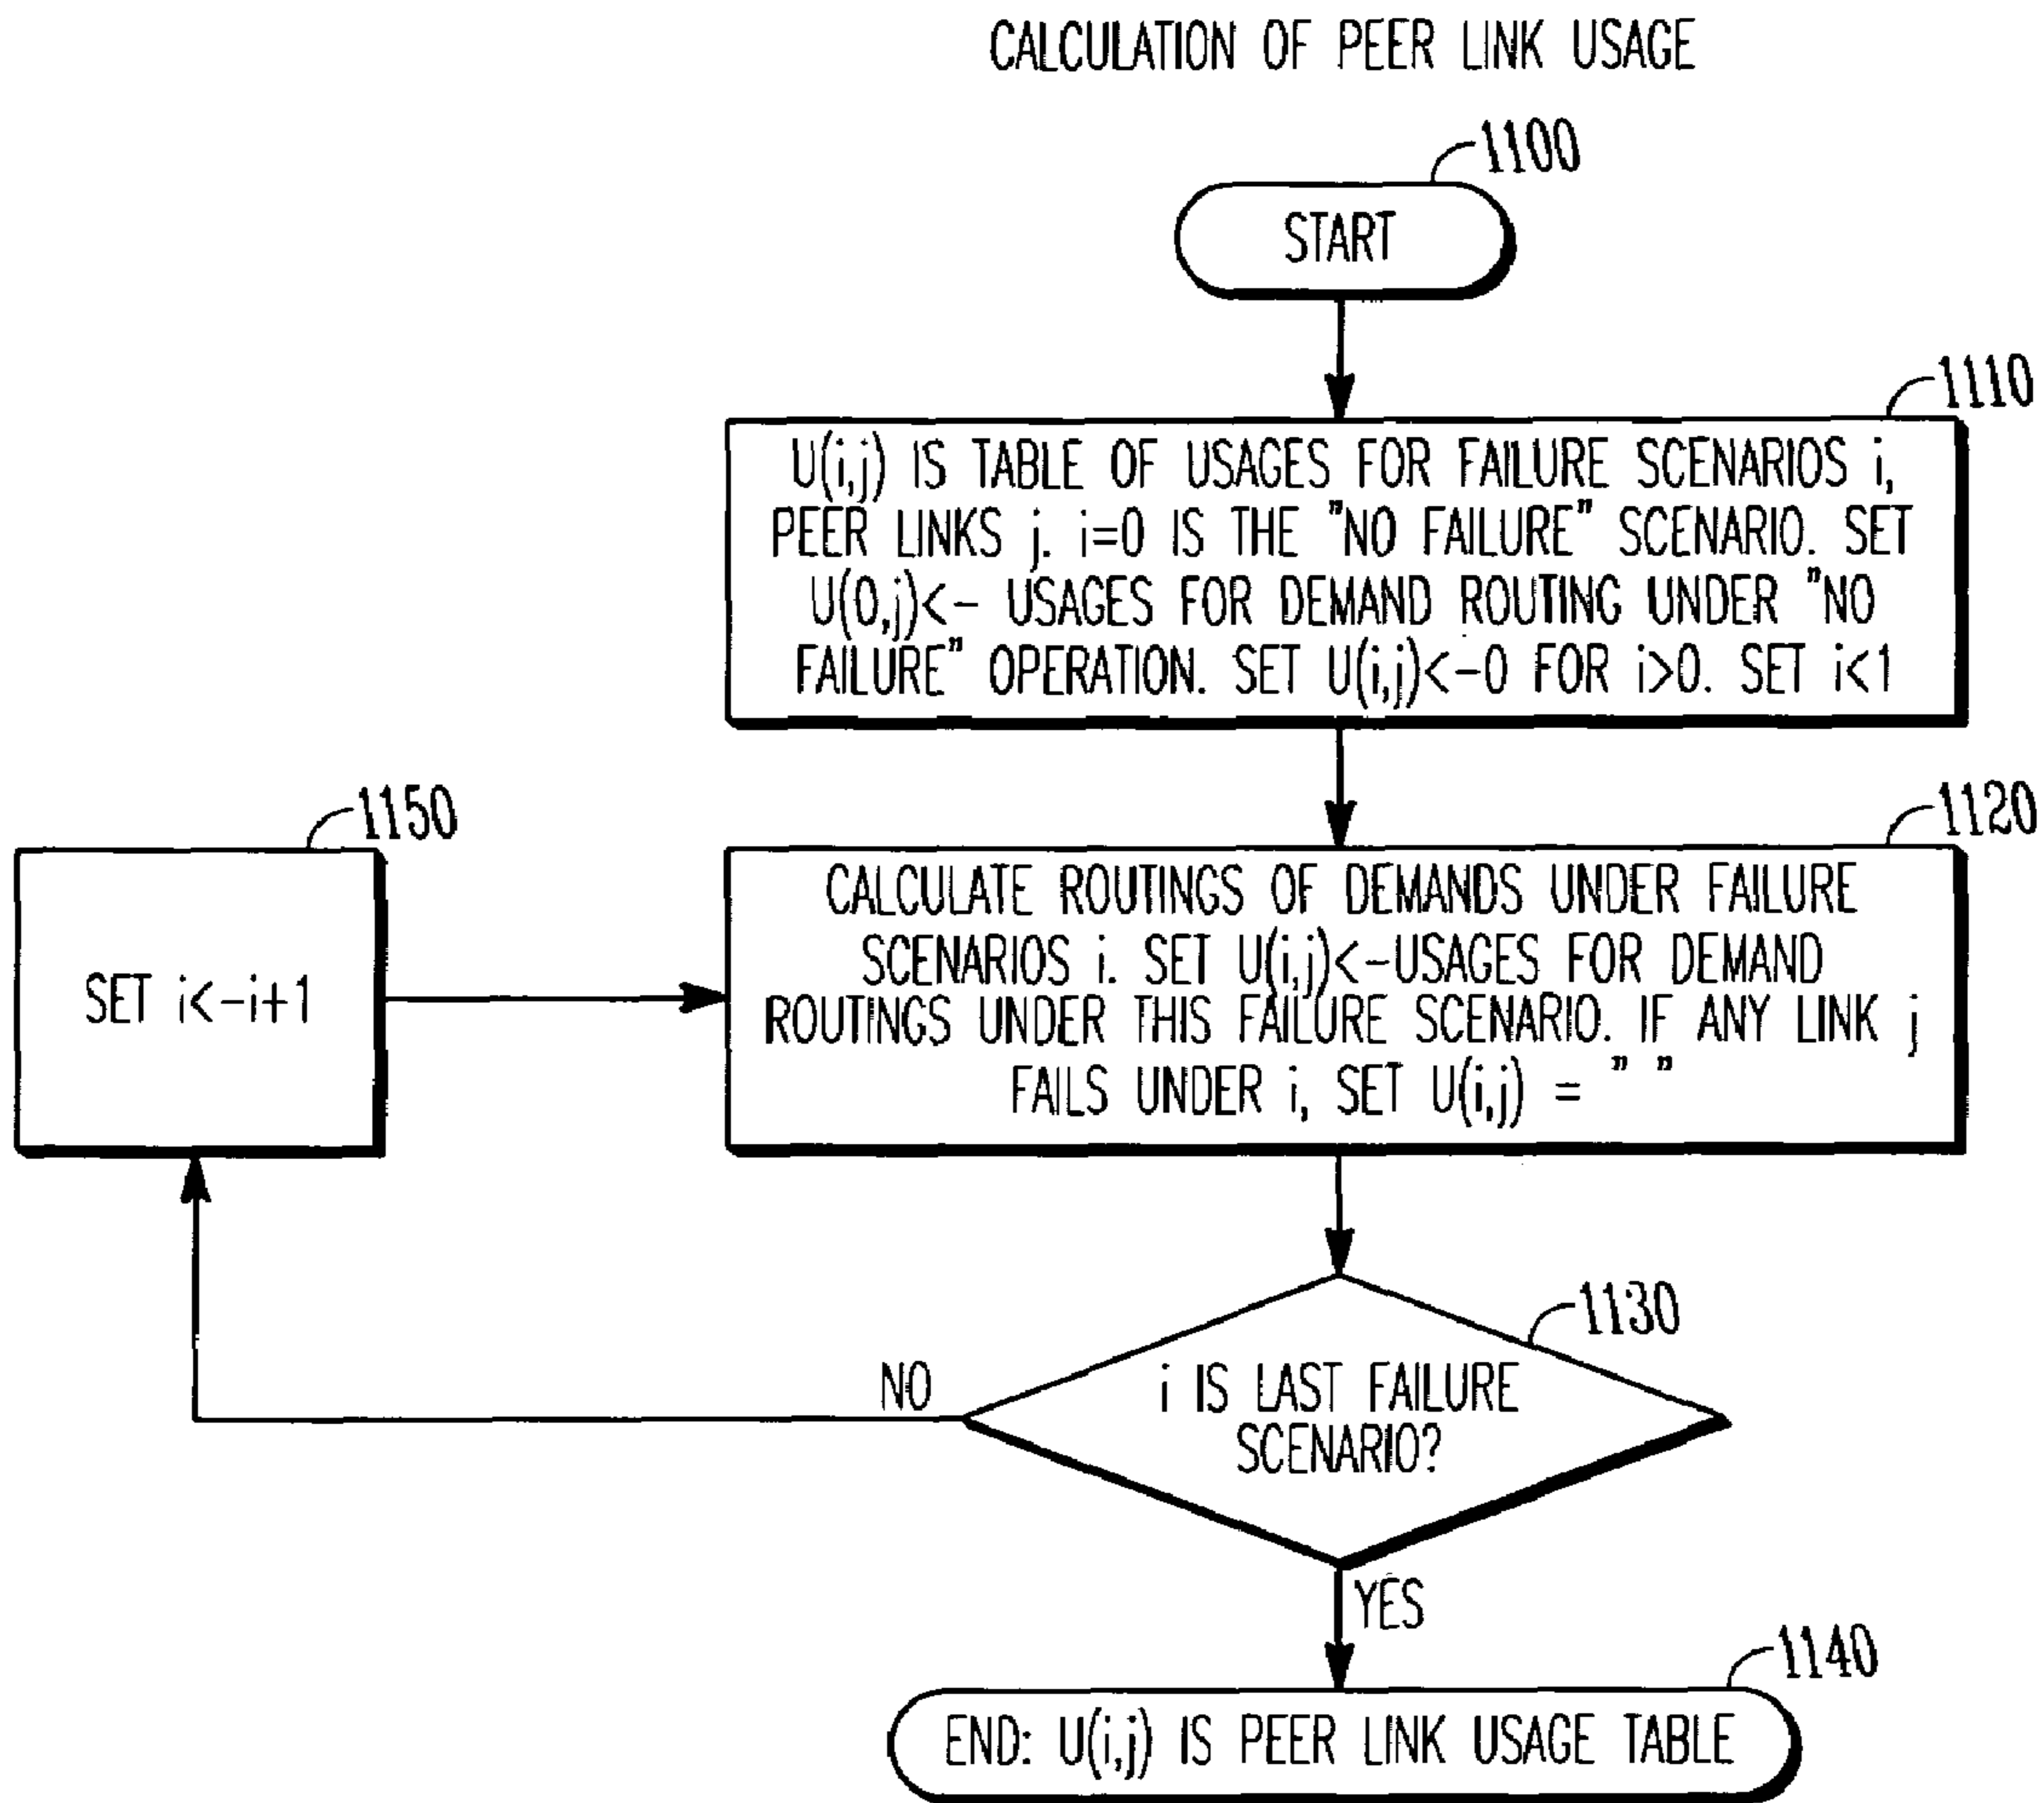 CALCULATION OF PEER LINK USAGE
1100
START
1110
U(i,j) IS TABLE OF USAGES FOR FAILURE SCENARIOS i,
PEER LINKS j. i=0 IS THE "NO FAILURE" SCENARIO. SET
U(0,j)<- USAGES FOR DEMAND ROUTING UNDER "NO
FAILURE" OPERATION. SET U(i,j)<-0 FOR i>0. SET i<1
1150
SET i<-i+1
1120
CALCULATE ROUTINGS OF DEMANDS UNDER FAILURE
SCENARIOS i. SET U(i,j)<-USAGES FOR DEMAND
ROUTINGS UNDER THIS FAILURE SCENARIO. IF ANY LINK j
FAILS UNDER i, SET U(i,j) = " "
1130
i IS LAST FAILURE
SCENARIO?
NO
YES
1140
END: U(i,j) IS PEER LINK USAGE TABLE